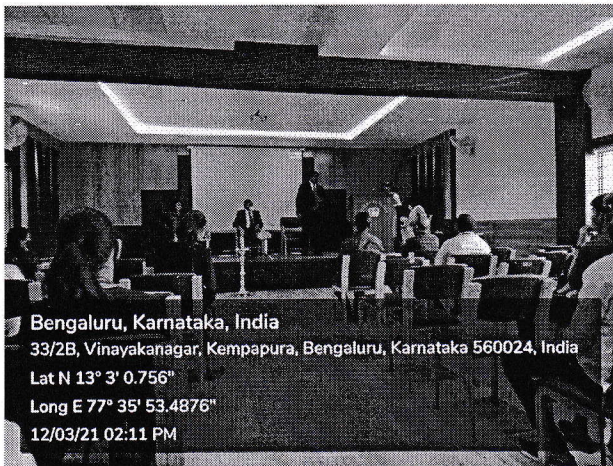 Bengaluru, Karnataka, India
33/2B, Vinayakanagar, Kempapura, Bengaluru, Karnataka 560024, India
Lat N 13° 3' 0.756"
Long E 77° 35' 53.4876"
12/03/21 02:11 PM